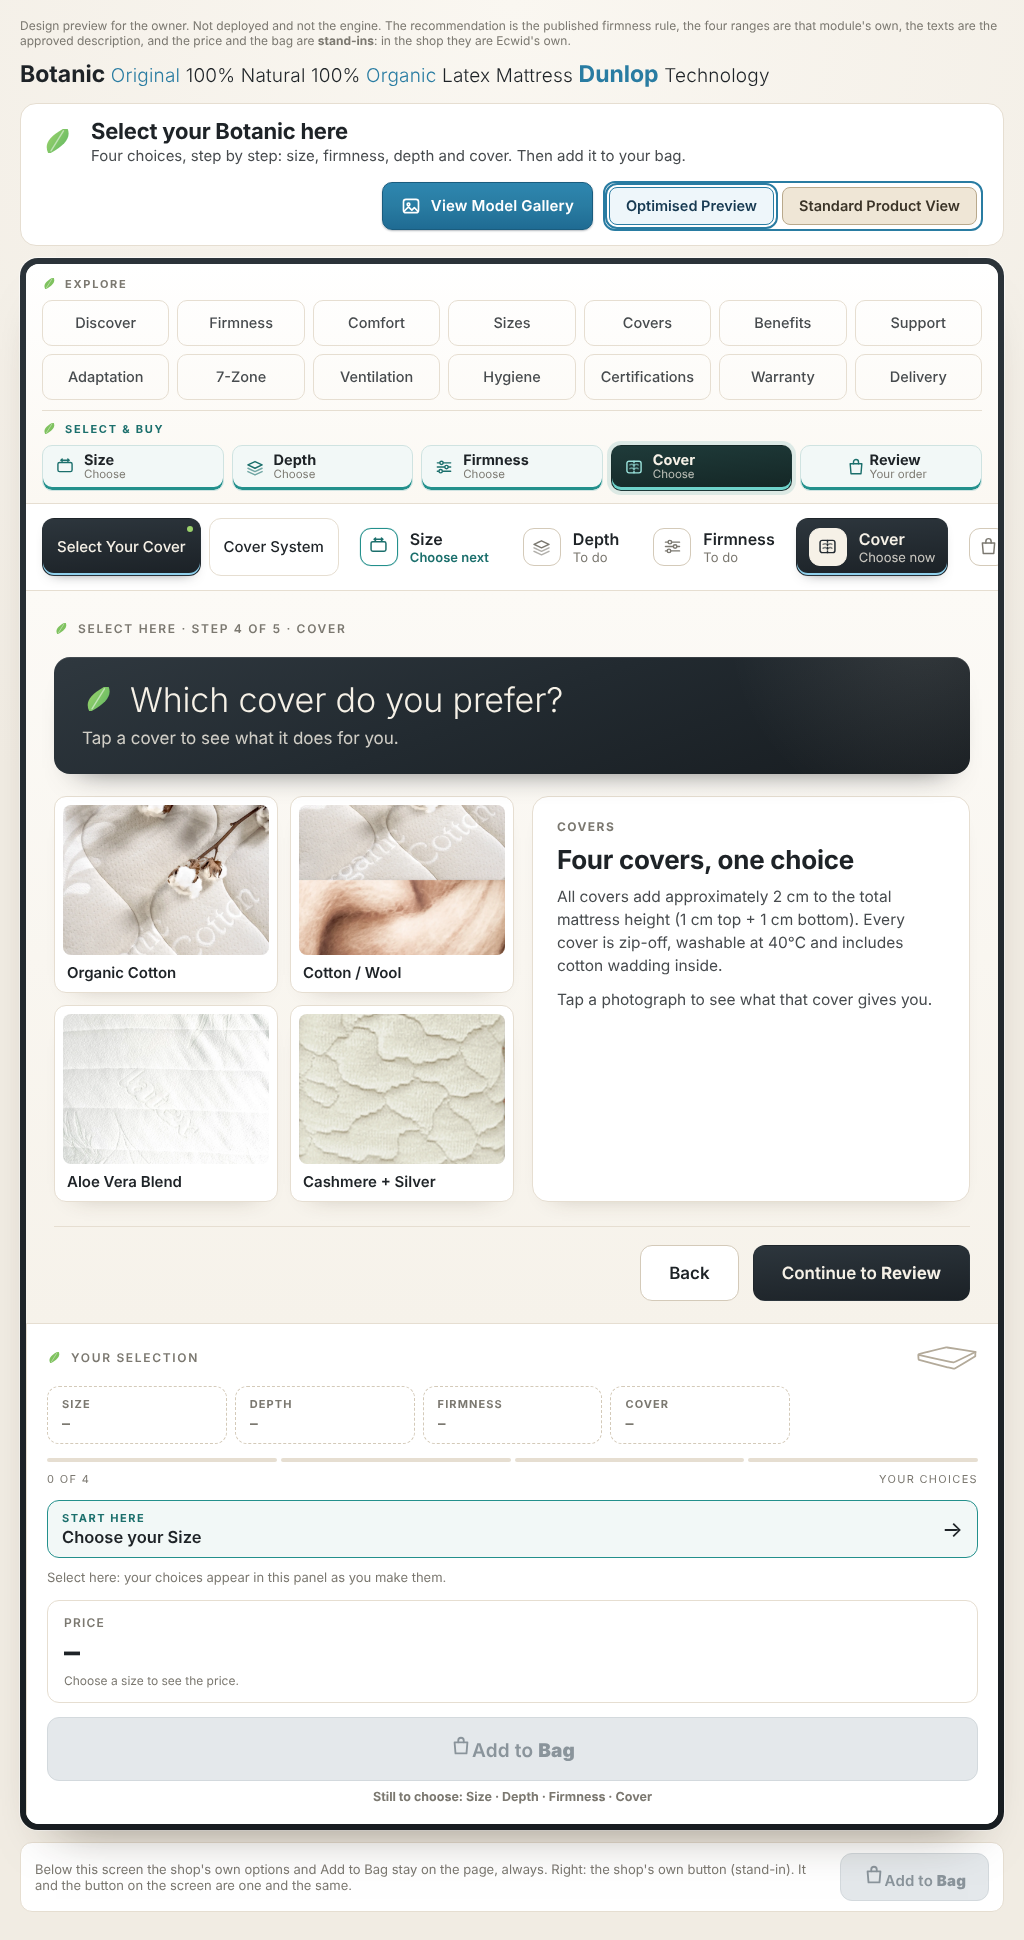 Design preview for the owner. Not deployed and not the engine. The recommendation is the published firmness rule, the four ranges are that module's own, the texts are the
approved description, and the price and the bag are stand-ins: in the shop they are Ecwid's own.
Botanic Original 100% Natural 100% Organic Latex Mattress Dunlop Technology
Select your Botanic here
Four choices, step by step: size, firmness, depth and cover. Then add it to your bag.
View Model Gallery
Optimised Preview
Standard Product View
EXPLORE
Discover
Firmness
Comfort
Sizes
Covers
Benefits
Support
Adaptation
7-Zone
Ventilation
Hygiene
Certifications
Warranty
Delivery
SELECT & BUY
Size
Choose
Depth
Choose
Firmness
Choose
Cover
Choose
Review
Your order
Select Your Cover
Cover System
Size
Choose next
Depth
To do
Firmness
To do
Cover
Choose now
SELECT HERE · STEP 4 OF 5 · COVER
Which cover do you prefer?
Tap a cover to see what it does for you.
Cotton
Organic Cotton
Cotton
Cotton / Wool
Aloe Vera Blend
Cashmere + Silver
COVERS
Four covers, one choice
All covers add approximately 2 cm to the total
mattress height (1 cm top + 1 cm bottom). Every
cover is zip-off, washable at 40°C and includes
cotton wadding inside.
Tap a photograph to see what that cover gives you.
Back
Continue to Review
YOUR SELECTION
SIZE
–
DEPTH
–
FIRMNESS
–
COVER
–
0 OF 4
YOUR CHOICES
START HERE
Choose your Size
Select here: your choices appear in this panel as you make them.
PRICE
–
Choose a size to see the price.
Add to Bag
Still to choose: Size · Depth · Firmness · Cover
Below this screen the shop's own options and Add to Bag stay on the page, always. Right: the shop's own button (stand-in). It
and the button on the screen are one and the same.
Add to Bag